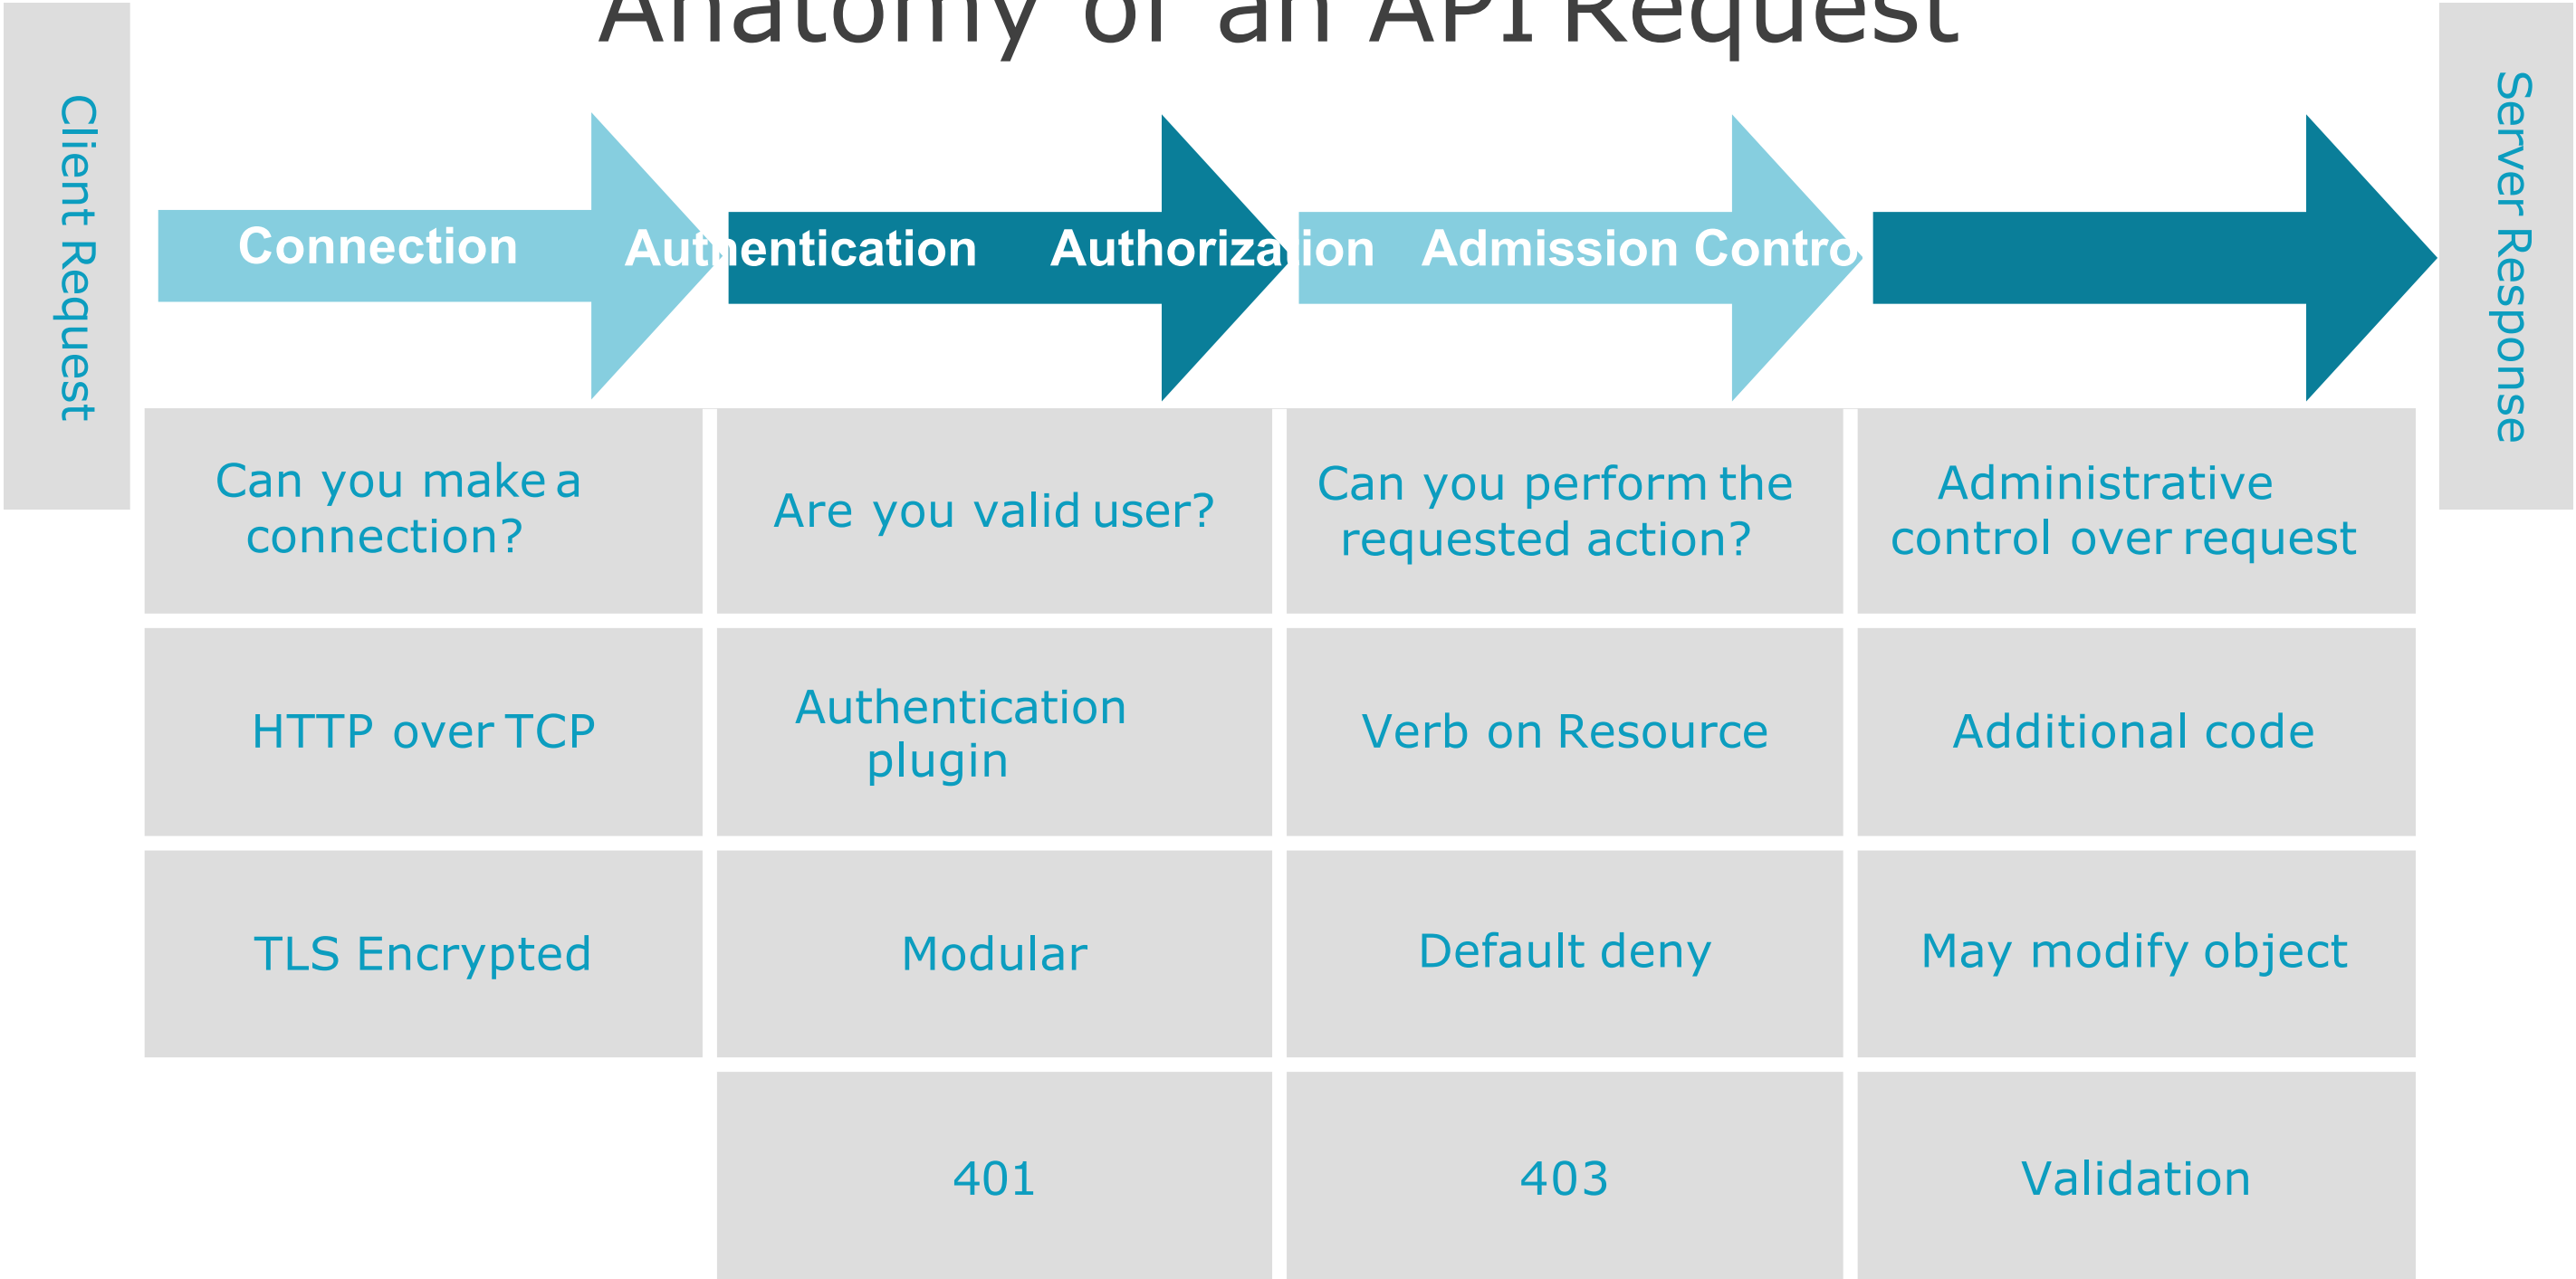 Anatomy of an API Request
Client Request
Connection
Authentication
Authorization
Admission Contro
Server Response
Can you make a
connection?
Are you valid user?
Can you perform the
requested action?
Administrative
control over request
HTTP over TCP
Authentication
plugin
Verb on Resource
Additional code
TLS Encrypted
Modular
Default deny
May modify object
401
403
Validation